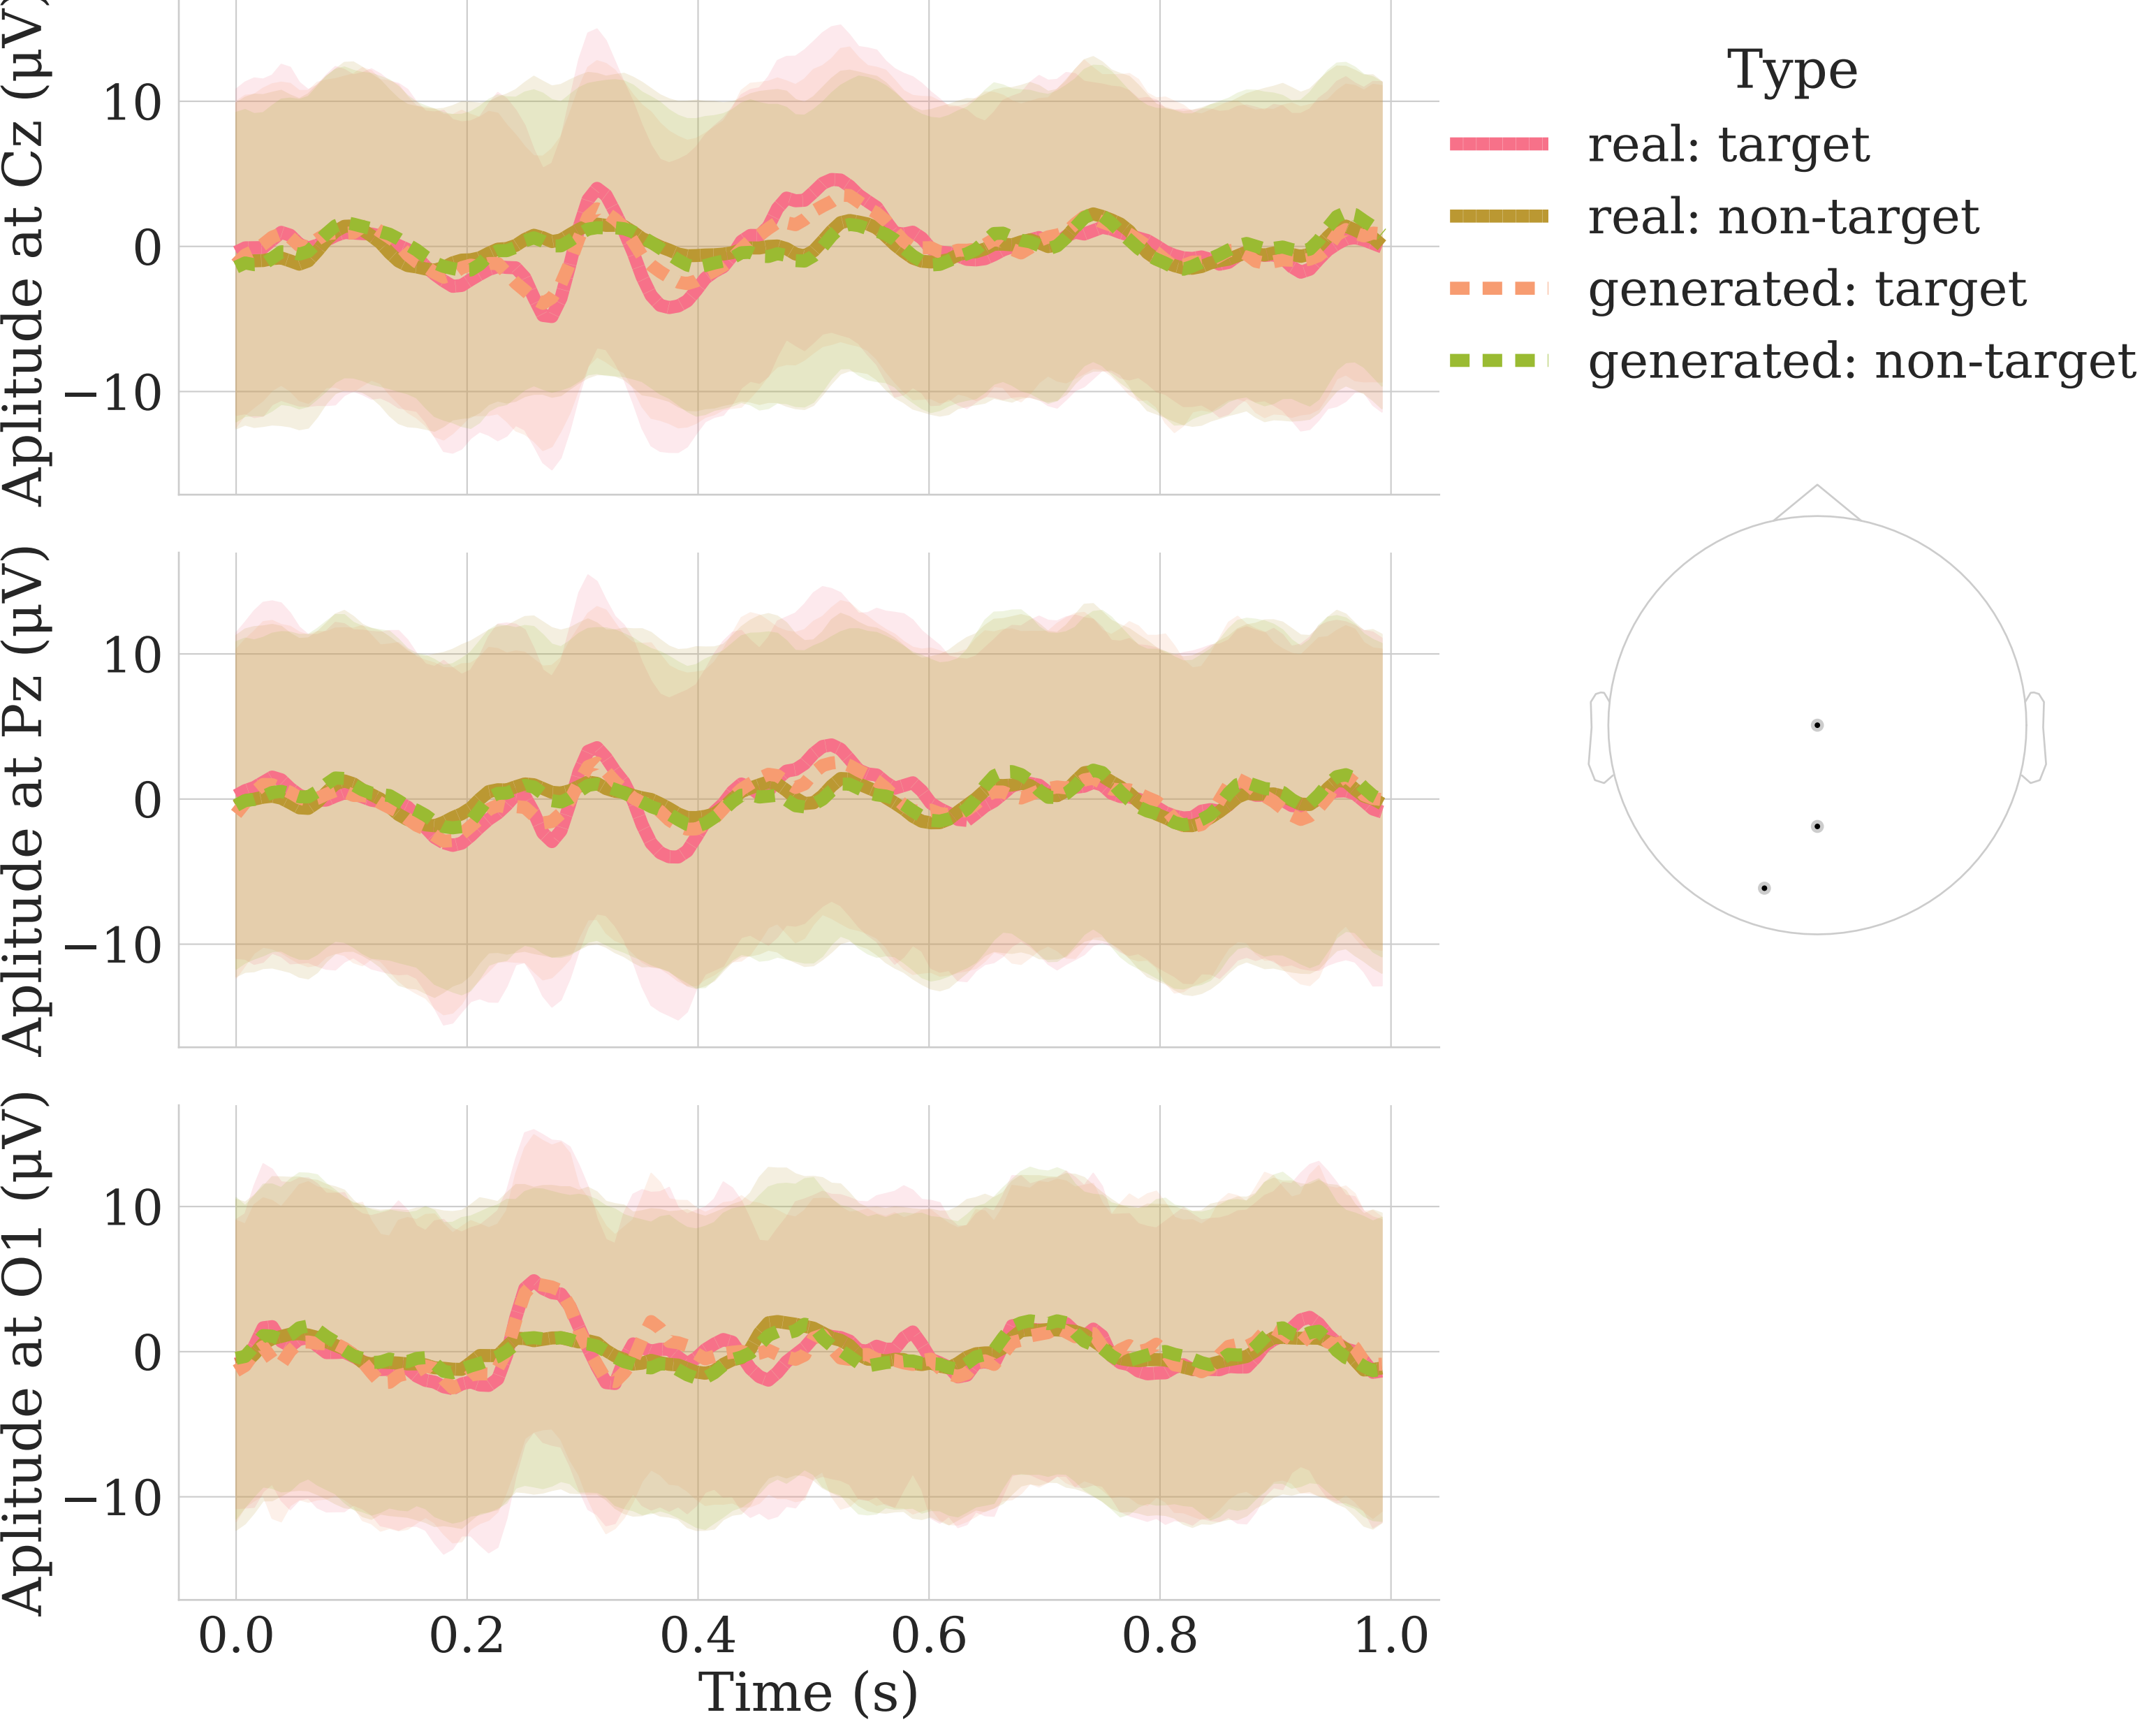 Aplitude at Cz (μV)
10
0
−10
Type
real: target
real: non-target
generated: target
generated: non-target
Aplitude at Pz (μV)
10
0
−10
Aplitude at O1 (μV)
10
0
−10
0.0 0.2 0.4 0.6 0.8 1.0
Time (s)